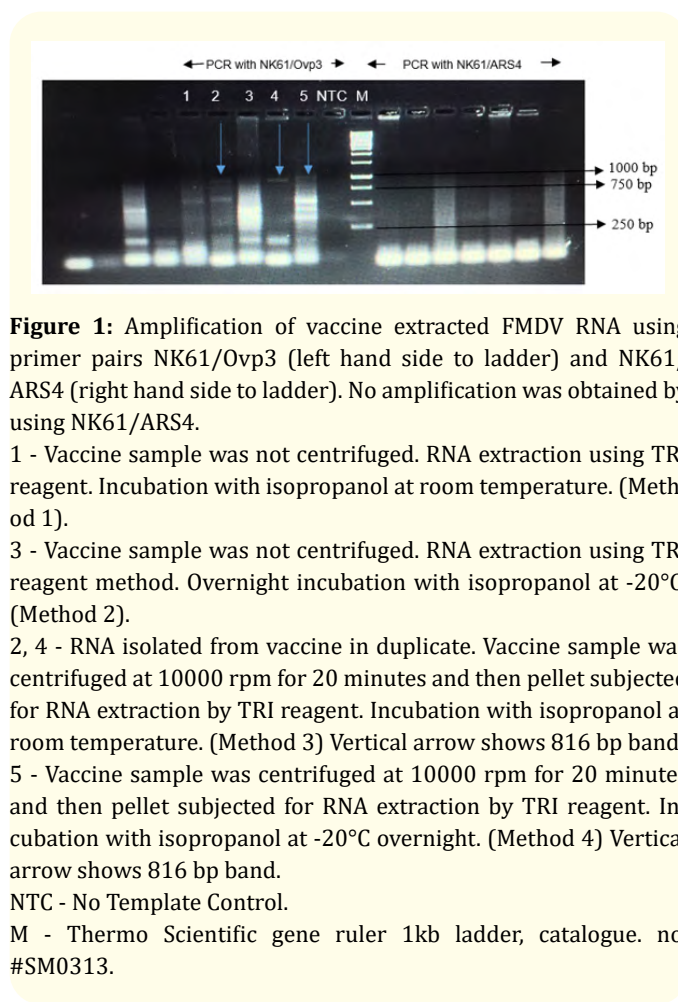 PCR with NK61/Ovp3 PCR with NK61/ARS4
1 2 3 4 5 NTC M
1000 bp
750 bp
250 bp
Figure 1: Amplification of vaccine extracted FMDV RNA using
primer pairs NK61/Ovp3 (left hand side to ladder) and NK61/
ARS4 (right hand side to ladder). No amplification was obtained by
using NK61/ARS4.
1 - Vaccine sample was not centrifuged. RNA extraction using TR
reagent. Incubation with isopropanol at room temperature. (Meth
od 1).
3 - Vaccine sample was not centrifuged. RNA extraction using TR
reagent method. Overnight incubation with isopropanol at -20°C
(Method 2).
2, 4 - RNA isolated from vaccine in duplicate. Vaccine sample wa
centrifuged at 10000 rpm for 20 minutes and then pellet subjected
for RNA extraction by TRI reagent. Incubation with isopropanol a
room temperature. (Method 3) Vertical arrow shows 816 bp band
5 - Vaccine sample was centrifuged at 10000 rpm for 20 minute
and then pellet subjected for RNA extraction by TRI reagent. In
cubation with isopropanol at -20°C overnight. (Method 4) Vertica
arrow shows 816 bp band.
NTC - No Template Control.
M - Thermo Scientific gene ruler 1kb ladder, catalogue. no
#SM0313.